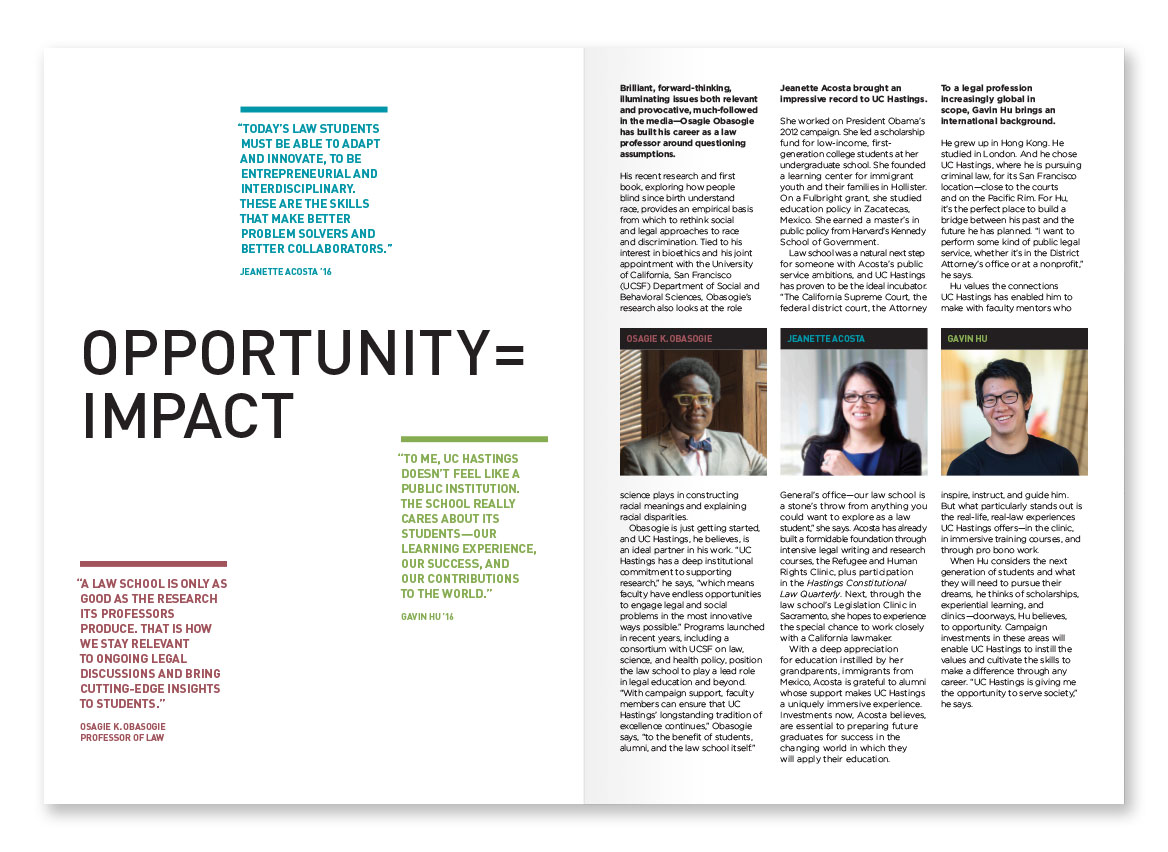 “TODAY’S LAW STUDENTS
MUST BE ABLE TO ADAPT
AND INNOVATE, TO BE
ENTREPRENEURIAL AND
INTERDISCIPLINARY.
THESE ARE THE SKILLS
THAT MAKE BETTER
PROBLEM SOLVERS AND
BETTER COLLABORATORS.”
JEANETTE ACOSTA ’16
OPPORTUNITY=
IMPACT
“TO ME, UC HASTINGS
DOESN’T FEEL LIKE A
PUBLIC INSTITUTION.
THE SCHOOL REALLY
CARES ABOUT ITS
STUDENTS—OUR
LEARNING EXPERIENCE,
OUR SUCCESS, AND
OUR CONTRIBUTIONS
TO THE WORLD.”
GAVIN HU ’16
“A LAW SCHOOL IS ONLY AS
GOOD AS THE RESEARCH
ITS PROFESSORS
PRODUCE. THAT IS HOW
WE STAY RELEVANT
TO ONGOING LEGAL
DISCUSSIONS AND BRING
CUTTING-EDGE INSIGHTS
TO STUDENTS.”
OSAGIE K. OBASOGIE
PROFESSOR OF LAW
Brilliant, forward-thinking,
illuminating issues both relevant
and provocative, much-followed
in the media—Osagie Obasogie
has built his career as a law
professor around questioning
assumptions.
His recent research and first
book, exploring how people
blind since birth understand
race, provides an empirical basis
from which to rethink social
and legal approaches to race
and discrimination. Tied to his
interest in bioethics and his joint
appointment with the University
of California, San Francisco
(UCSF) Department of Social and
Behavioral Sciences, Obasogie’s
research also looks at the role
OSAGIE K. OBASOGIE
science plays in constructing
racial meanings and explaining
racial disparities.
Obasogie is just getting started,
and UC Hastings, he believes, is
an ideal partner in his work. “UC
Hastings has a deep institutional
commitment to supporting
research,” he says, “which means
faculty have endless opportunities
to engage legal and social
problems in the most innovative
ways possible.” Programs launched
in recent years, including a
consortium with UCSF on law,
science, and health policy, position
the law school to play a lead role
in legal education and beyond.
“With campaign support, faculty
members can ensure that UC
Hastings’ longstanding tradition of
excellence continues,” Obasogie
says, “to the benefit of students,
alumni, and the law school itself.”
Jeanette Acosta brought an
impressive record to UC Hastings.
She worked on President Obama’s
2012 campaign. She led a scholarship
fund for low-income, first-
generation college students at her
undergraduate school. She founded
a learning center for immigrant
youth and their families in Hollister.
On a Fulbright grant, she studied
education policy in Zacatecas,
Mexico. She earned a master’s in
public policy from Harvard’s Kennedy
School of Government.
Law school was a natural next step
for someone with Acosta’s public
service ambitions, and UC Hastings
has proven to be the ideal incubator.
“The California Supreme Court, the
federal district court, the Attorney
JEANETTE ACOSTA
General’s office—our law school is
a stone’s throw from anything you
could want to explore as a law
student,” she says. Acosta has already
built a formidable foundation through
intensive legal writing and research
courses, the Refugee and Human
Rights Clinic, plus participation
in the Hastings Constitutional
Law Quarterly. Next, through the
law school’s Legislation Clinic in
Sacramento, she hopes to experience
the special chance to work closely
with a California lawmaker.
With a deep appreciation
for education instilled by her
grandparents, immigrants from
Mexico, Acosta is grateful to alumni
whose support makes UC Hastings
a uniquely immersive experience.
Investments now, Acosta believes,
are essential to preparing future
graduates for success in the
changing world in which they
will apply their education.
To a legal profession
increasingly global in
scope, Gavin Hu brings an
international background.
He grew up in Hong Kong. He
studied in London. And he chose
UC Hastings, where he is pursuing
criminal law, for its San Francisco
location—close to the courts
and on the Pacific Rim. For Hu,
it’s the perfect place to build a
bridge between his past and the
future he has planned. “I want to
perform some kind of public legal
service, whether it’s in the District
Attorney’s office or at a nonprofit,”
he says.
Hu values the connections
UC Hastings has enabled him to
make with faculty mentors who
GAVIN HU
inspire, instruct, and guide him.
But what particularly stands out is
the real-life, real-law experiences
UC Hastings offers—in the clinic,
in immersive training courses, and
through pro bono work.
When Hu considers the next
generation of students and what
they will need to pursue their
dreams, he thinks of scholarships,
experiential learning, and
clinics—doorways, Hu believes,
to opportunity. Campaign
investments in these areas will
enable UC Hastings to instill the
values and cultivate the skills to
make a difference through any
career. “UC Hastings is giving me
the opportunity to serve society,”
he says.